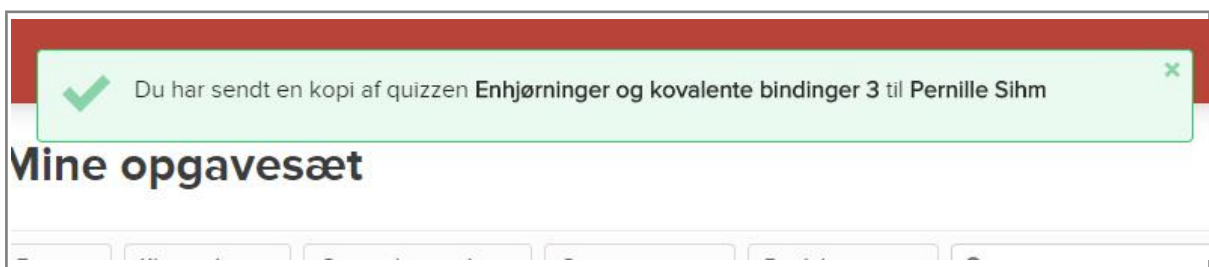 Du har sendt en kopi af quizzen Enhjørninger og kovalente bindinger 3 til Pernille Sihm
Mine opgavesæt